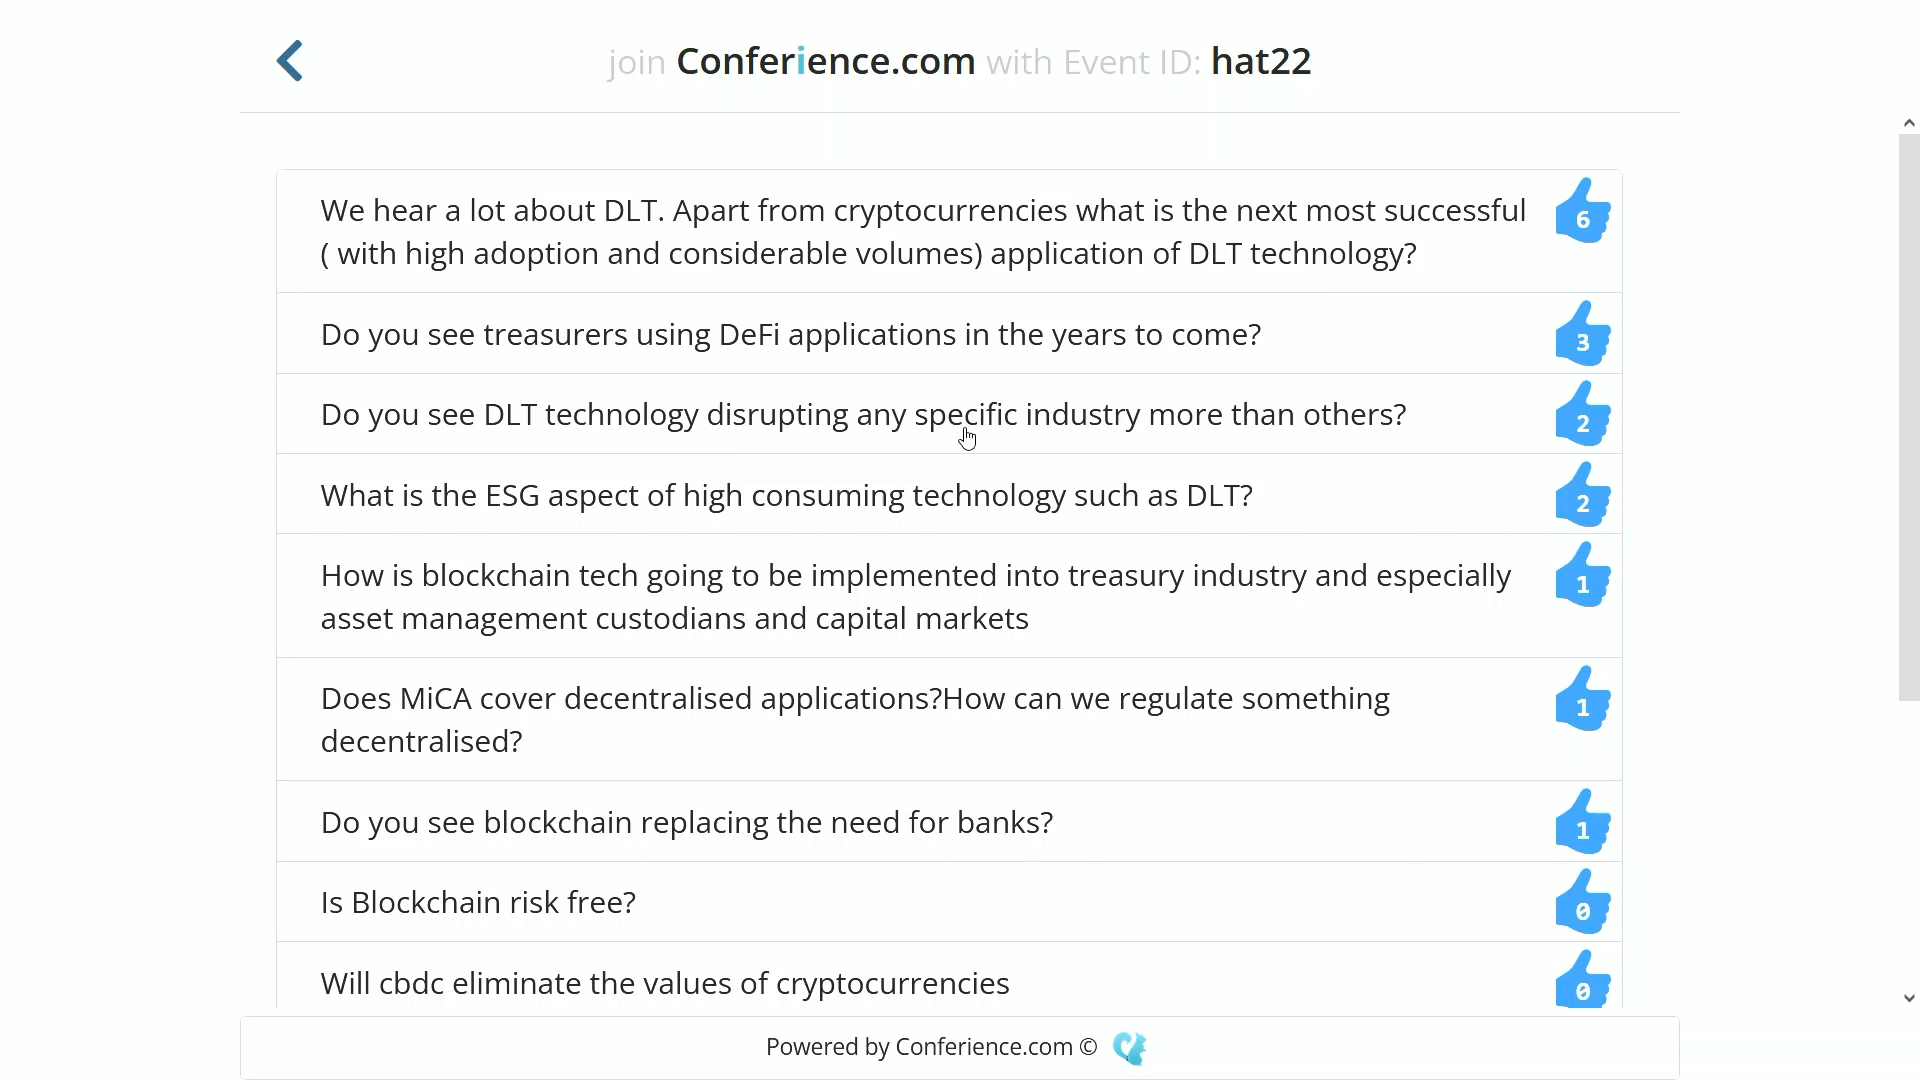 join Conferience.com with Event ID: hat22
We hear a lot about DLT. Apart from cryptocurrencies what is the next most successful
( with high adoption and considerable volumes) application of DLT technology?
6
Do you see treasurers using DeFi applications in the years to come?
3
Do you see DLT technology disrupting any specific industry more than others?
2
What is the ESG aspect of high consuming technology such as DLT?
2
How is blockchain tech going to be implemented into treasury industry and especially
asset management custodians and capital markets
1
Does MiCA cover decentralised applications?How can we regulate something
decentralised?
1
Do you see blockchain replacing the need for banks?
1
Is Blockchain risk free?
0
Will cbdc eliminate the values of cryptocurrencies
0
Powered by Conferience.com ©